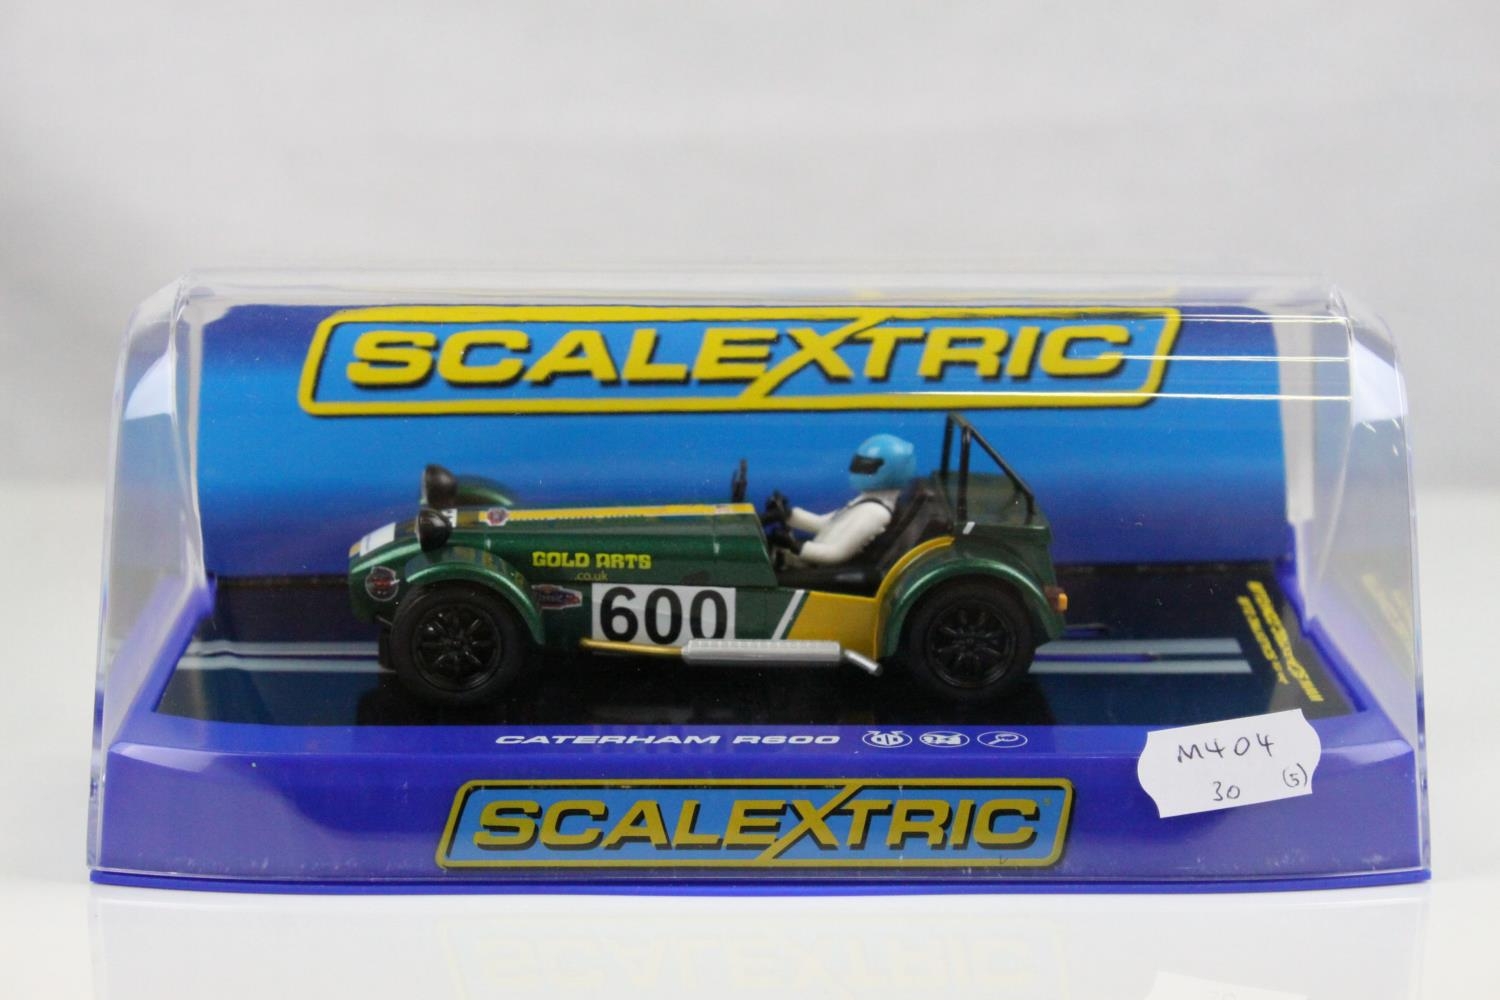 SCALEXTRIC
GOLD ARTS
.co.uk
600
CATERHAM R600
SCALEXTRIC
M404
30 (5)